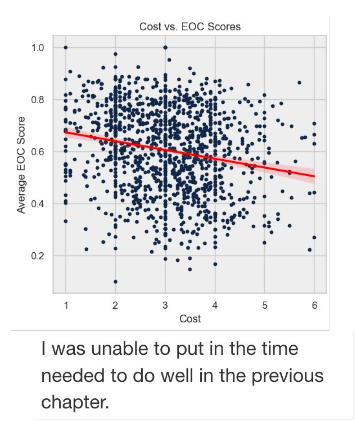 Cost vs. EOC Scores
1.0
0.8
0.6
0.4
0.2
Average EOC Score
1 2 3 4 5 6
Cost
I was unable to put in the time
needed to do well in the previous
chapter.